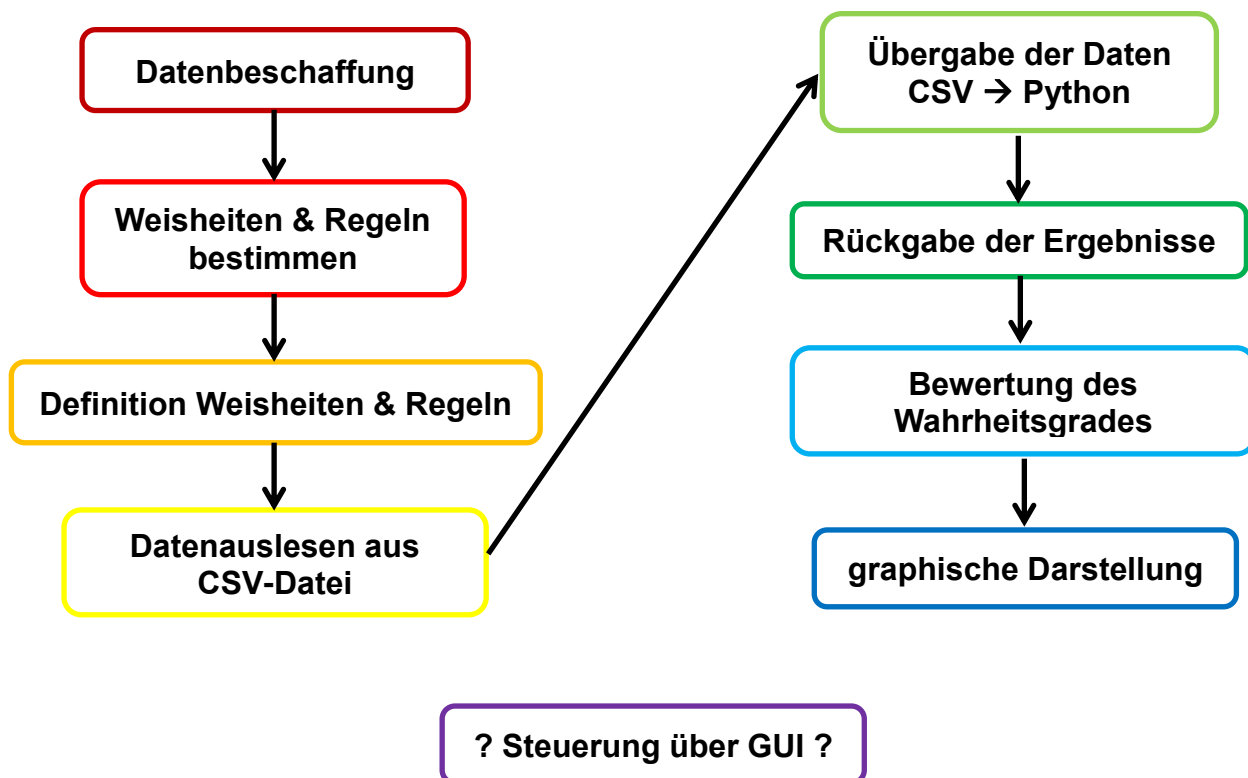 Datenbeschaffung
Weisheiten & Regeln
bestimmen
Definition Weisheiten & Regeln
Datenauslesen aus
CSV-Datei
Übergabe der Daten
CSV → Python
Rückgabe der Ergebnisse
Bewertung des
Wahrheitsgrades
graphische Darstellung
? Steuerung über GUI ?